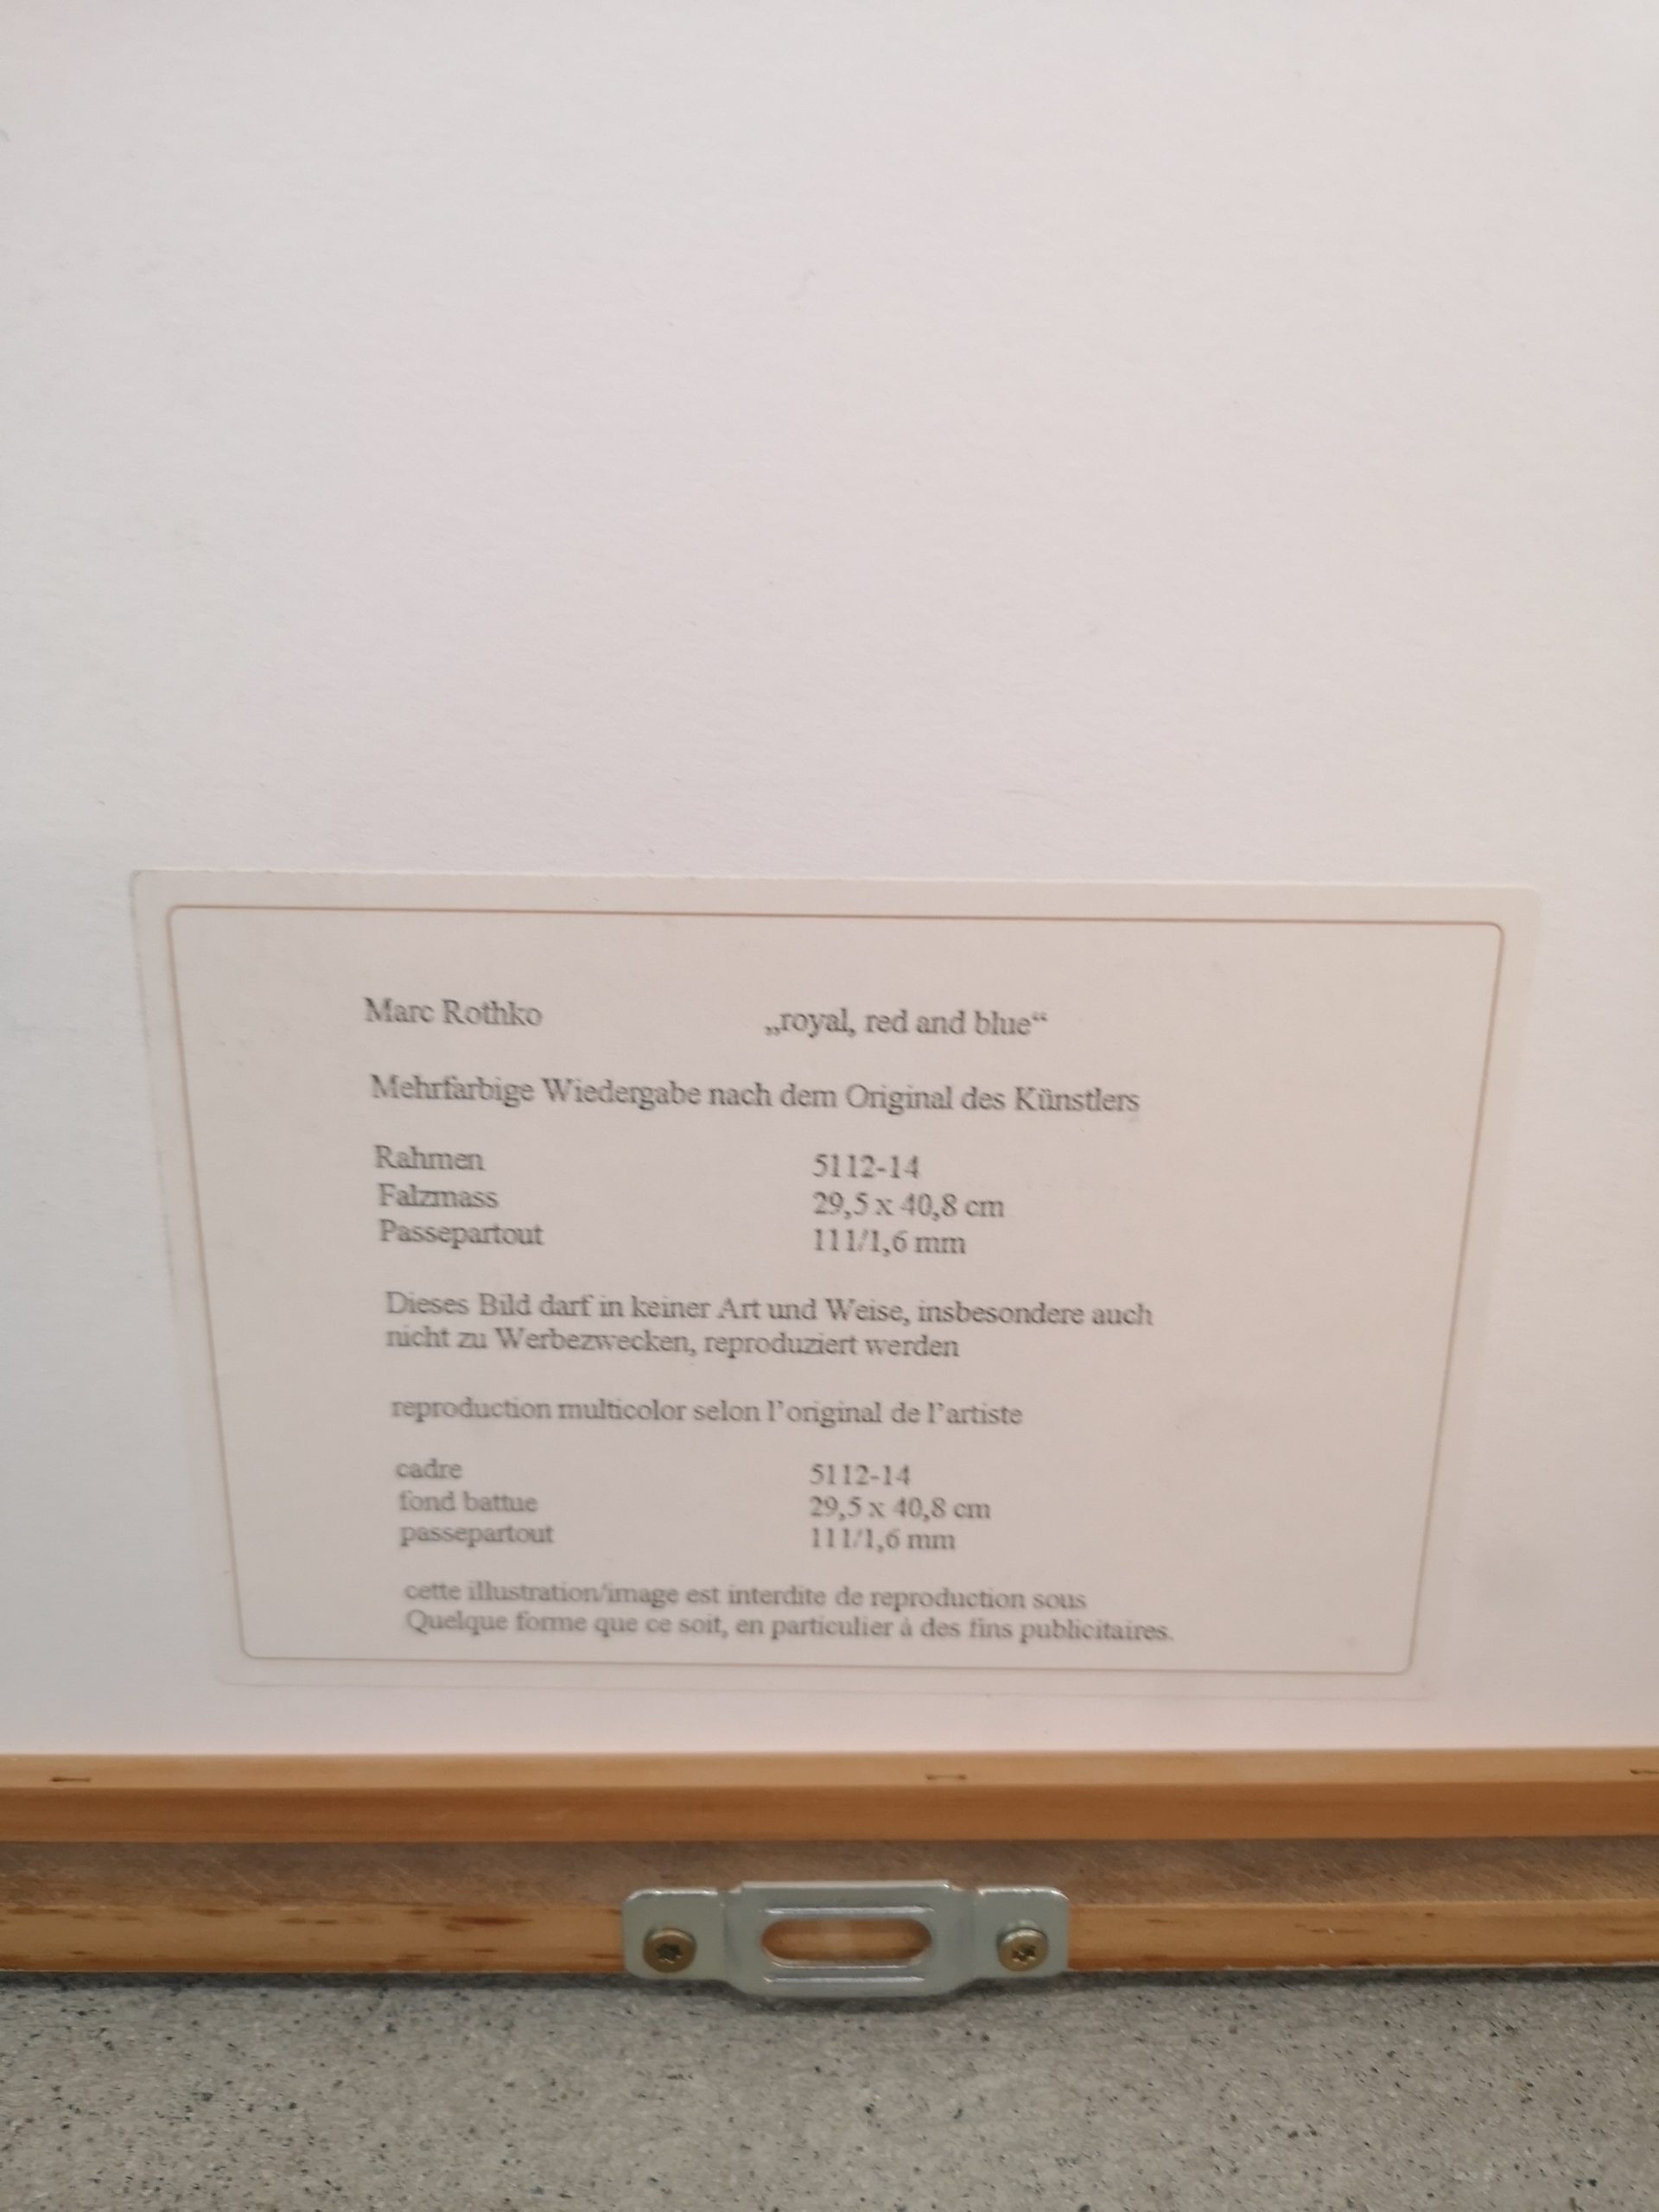 Marc Rothko „royal, red and blue“
Mehrfarbige Wiedergabe nach dem Original des Künstlers
Rahmen 5112-14
Falzmass 29,5 x 40,8 cm
Passepartout 111/1,6 mm
Dieses Bild darf in keiner Art und Weise, insbesondere auch
nicht zu Werbezwecken, reproduziert werden
reproduction multicolor selon l’original de l’artiste
cadre 5112-14
fond battue 29,5 x 40,8 cm
passepartout 111/1,6 mm
cette illustration/image est interdite de reproduction sous
Quelque forme que ce soit, en particulier à des fins publicitaires.